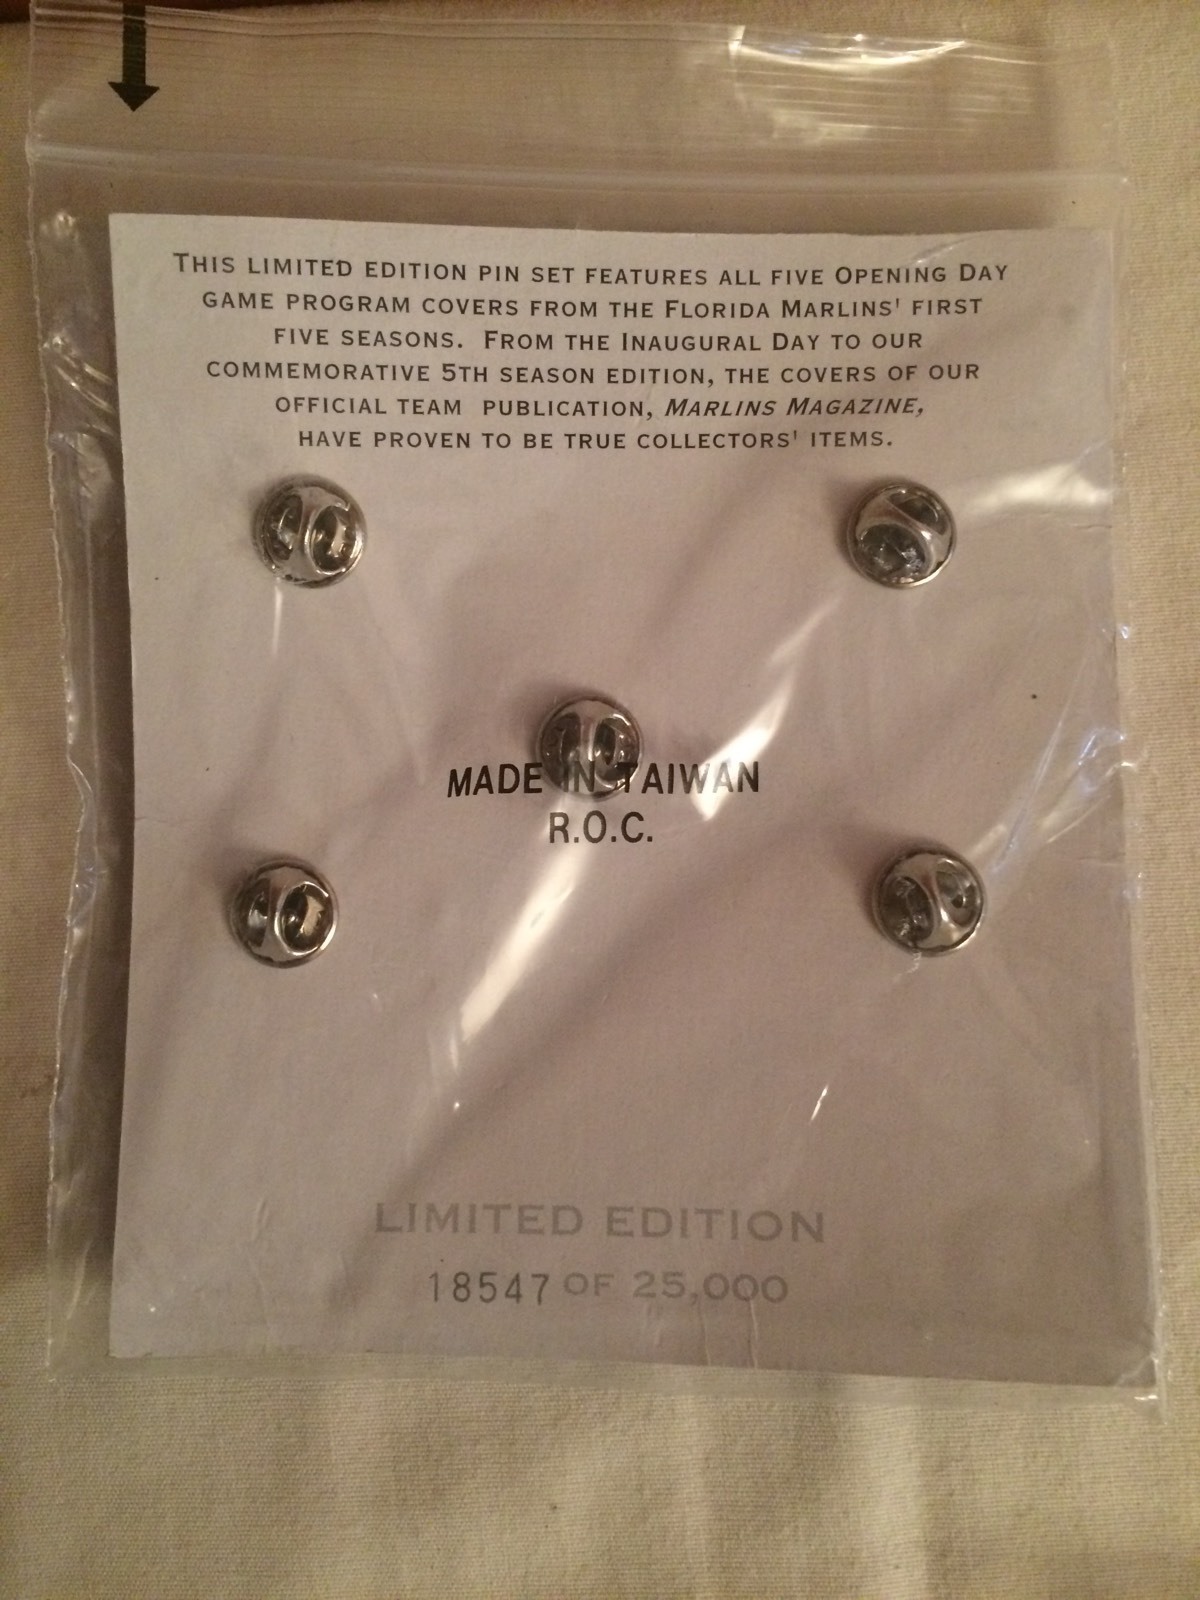 THIS LIMITED EDITION PIN SET FEATURES ALL FIVE OPENING DAY
GAME PROGRAM COVERS FROM THE FLORIDA MARLINS' FIRST
FIVE SEASONS. FROM THE INAUGURAL DAY TO OUR
COMMEMORATIVE 5TH SEASON EDITION, THE COVERS OF OUR
OFFICIAL TEAM PUBLICATION, MARLINS MAGAZINE,
HAVE PROVEN TO BE TRUE COLLECTORS' ITEMS.
MADE IN TAIWAN
R.O.C.
LIMITED EDITION
18547 OF 25,000